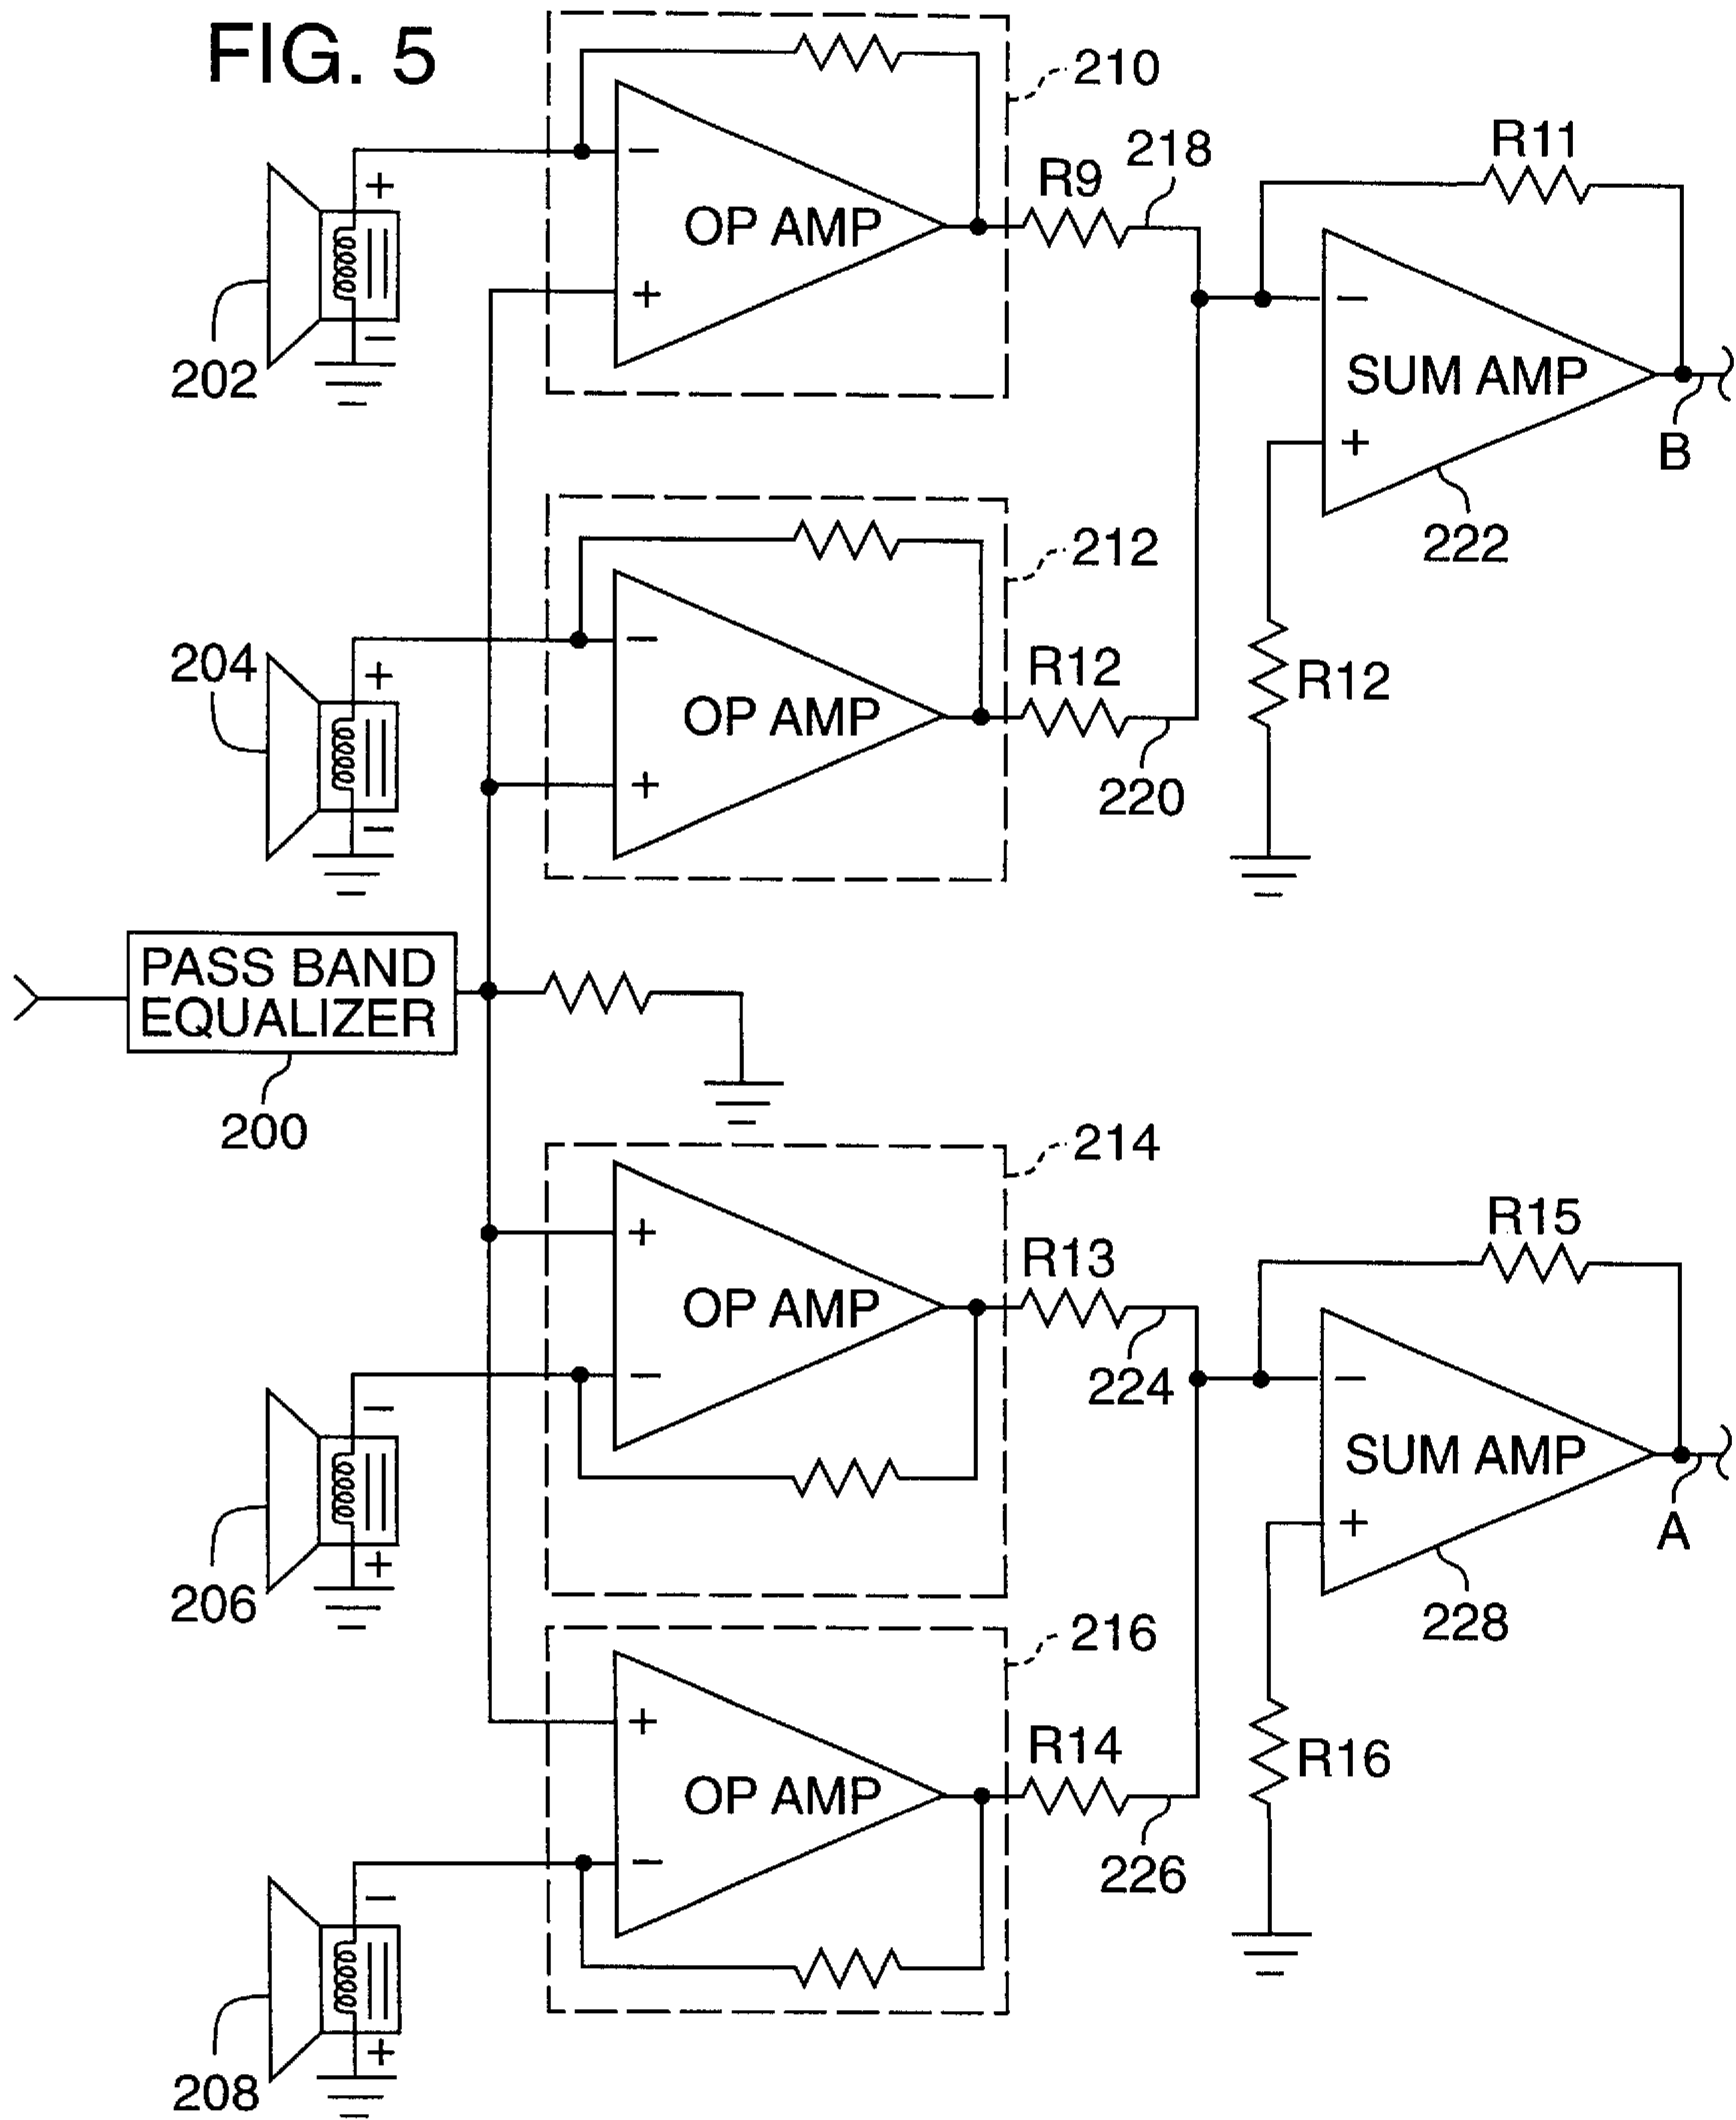 FIG. 5
210
218
R11
R9
−
+
OP AMP
+
−
202
−
SUM AMP
+
B
222
212
204
−
+
R12
R12
OP AMP
220
+
−
PASS BAND
EQUALIZER
200
214
+
R15
R13
OP AMP
224
−
−
−
SUM AMP
+
A
+
206
228
216
+
R14
R16
OP AMP
226
−
−
+
208